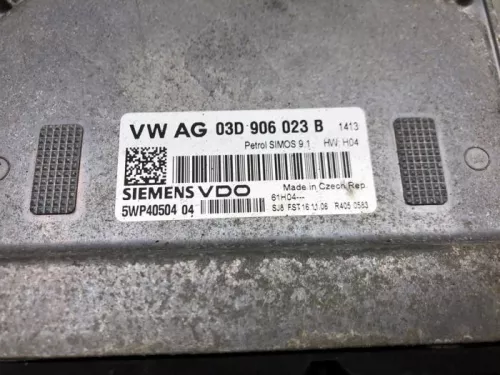 VW AG 03D 906 023 B 1413
Petrol SIMOS 9.1 HW: H04
SIEMENS VDO Made in Czech Rep.
5WP40504 04 61H04---
SJ8 FST 16.11.06 R405 0583